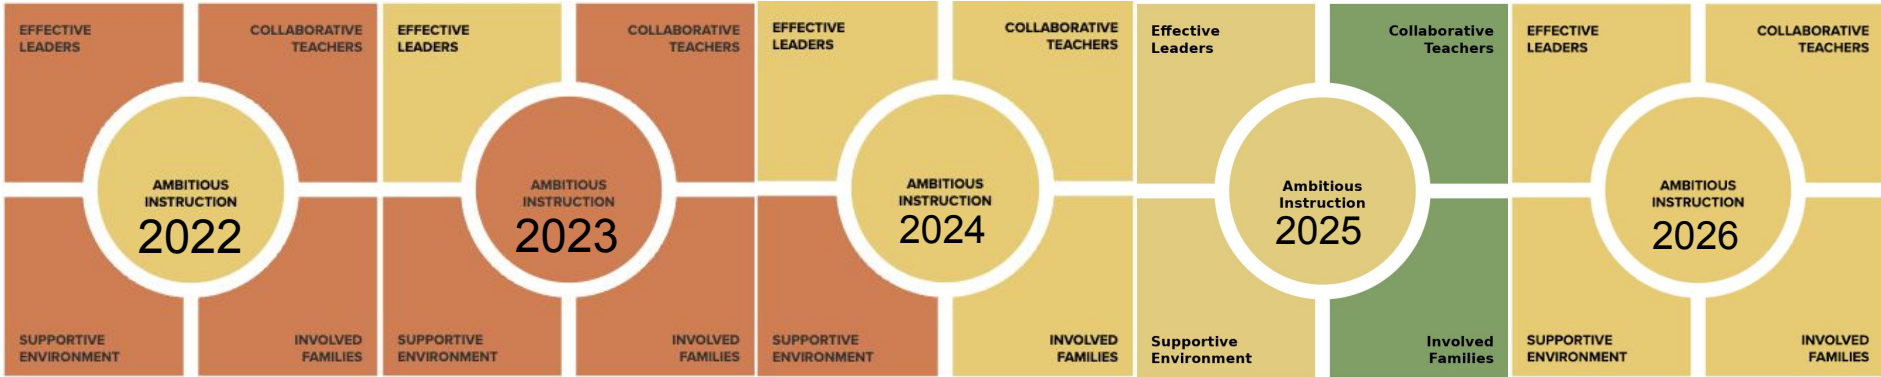 EFFECTIVE
LEADERS
COLLABORATIVE
TEACHERS
AMBITIOUS
INSTRUCTION
2022
SUPPORTIVE
ENVIRONMENT
INVOLVED
FAMILIES
EFFECTIVE
LEADERS
COLLABORATIVE
TEACHERS
AMBITIOUS
INSTRUCTION
2023
SUPPORTIVE
ENVIRONMENT
INVOLVED
FAMILIES
EFFECTIVE
LEADERS
COLLABORATIVE
TEACHERS
AMBITIOUS
INSTRUCTION
2024
SUPPORTIVE
ENVIRONMENT
INVOLVED
FAMILIES
Effective
Leaders
Collaborative
Teachers
Ambitious
Instruction
2025
Supportive
Environment
Involved
Families
EFFECTIVE
LEADERS
COLLABORATIVE
TEACHERS
AMBITIOUS
INSTRUCTION
2026
SUPPORTIVE
ENVIRONMENT
INVOLVED
FAMILIES